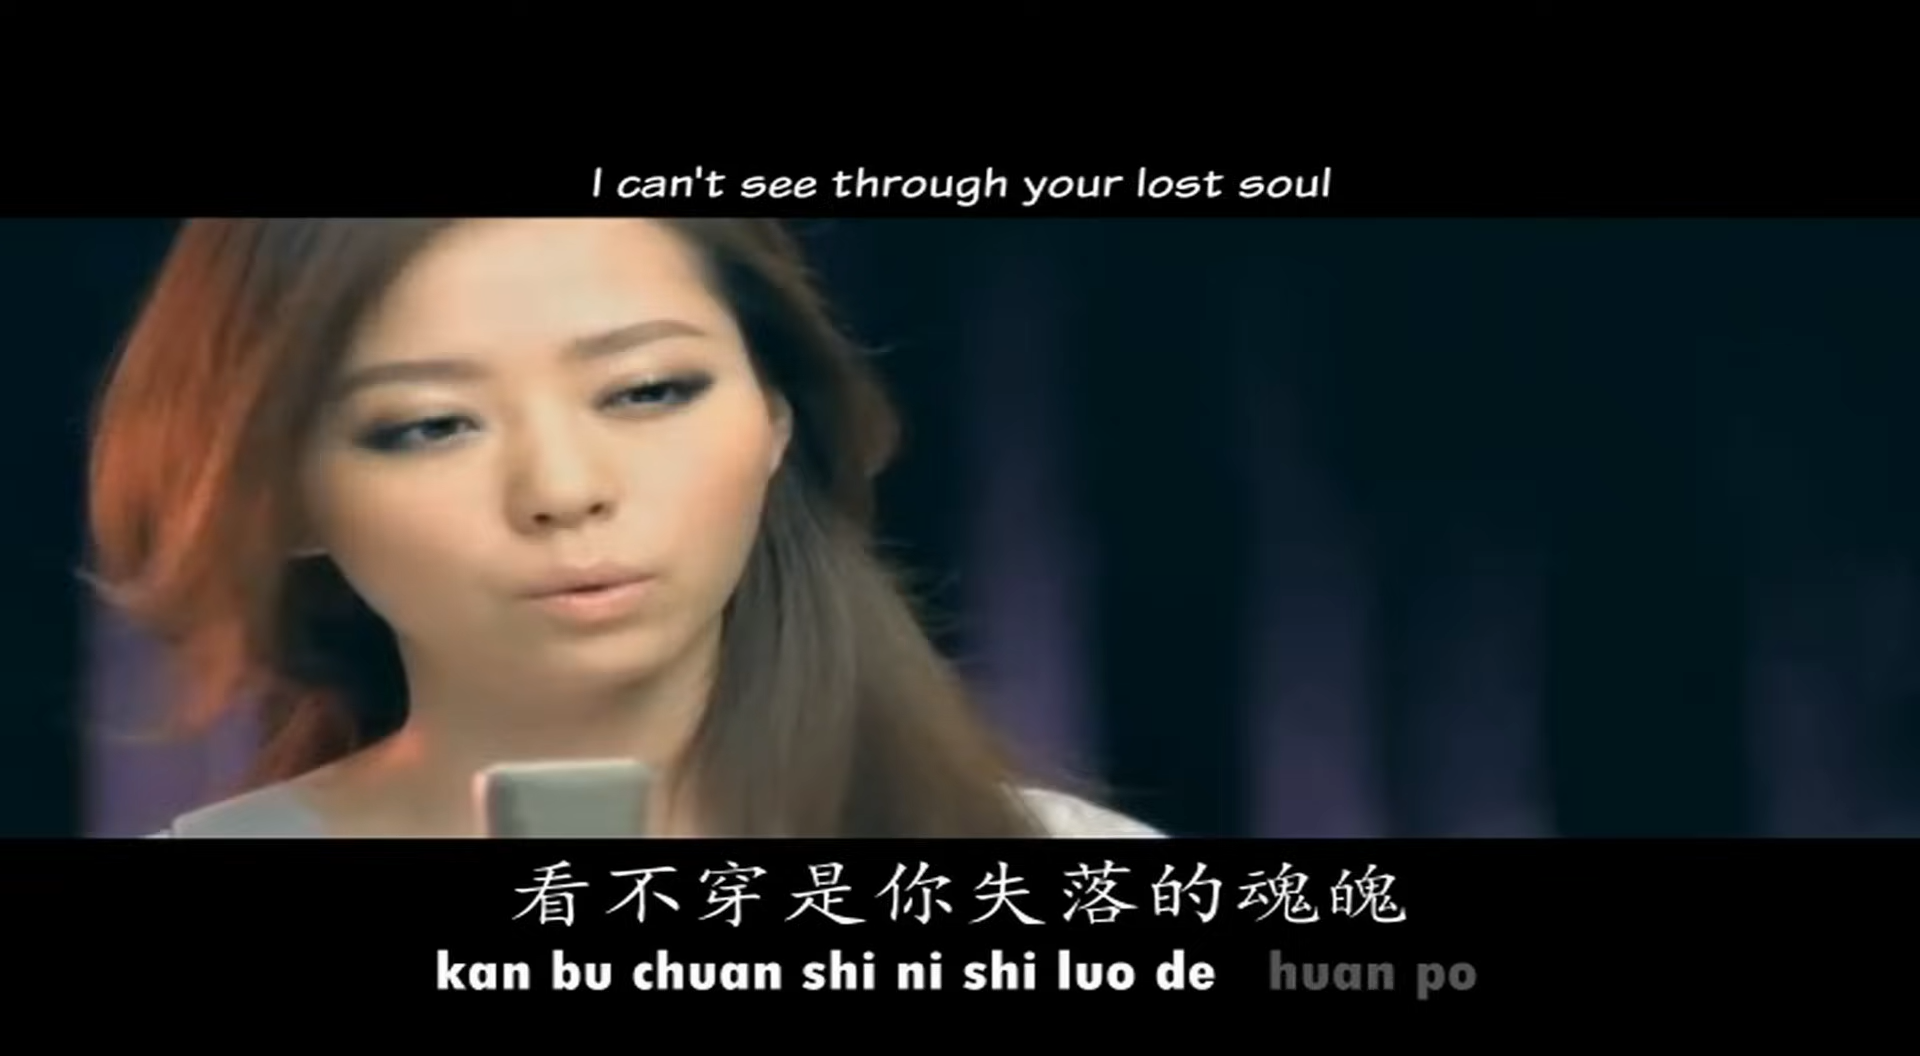 I can't see through your lost soul
看不穿是你失落的魂魄
kan bu chuan shi ni shi luo de huan po